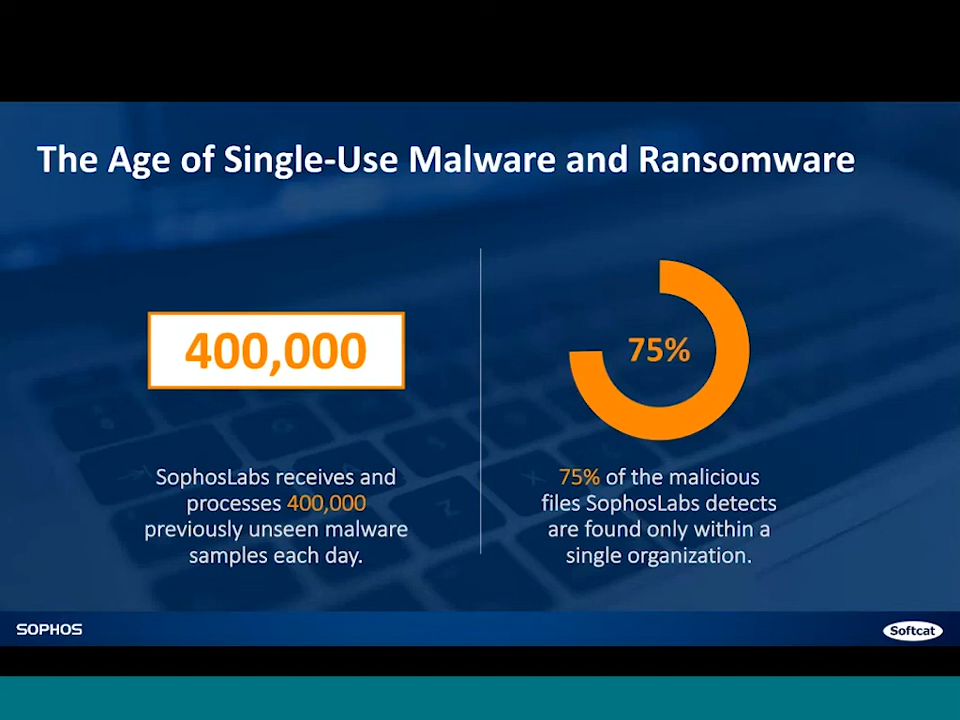 The Age of Single-Use Malware and Ransomware
400,000
SophosLabs receives and
processes 400,000
previously unseen malware
samples each day.
75%
75% of the malicious
files SophosLabs detects
are found only within a
single organization.
SOPHOS
Softcat